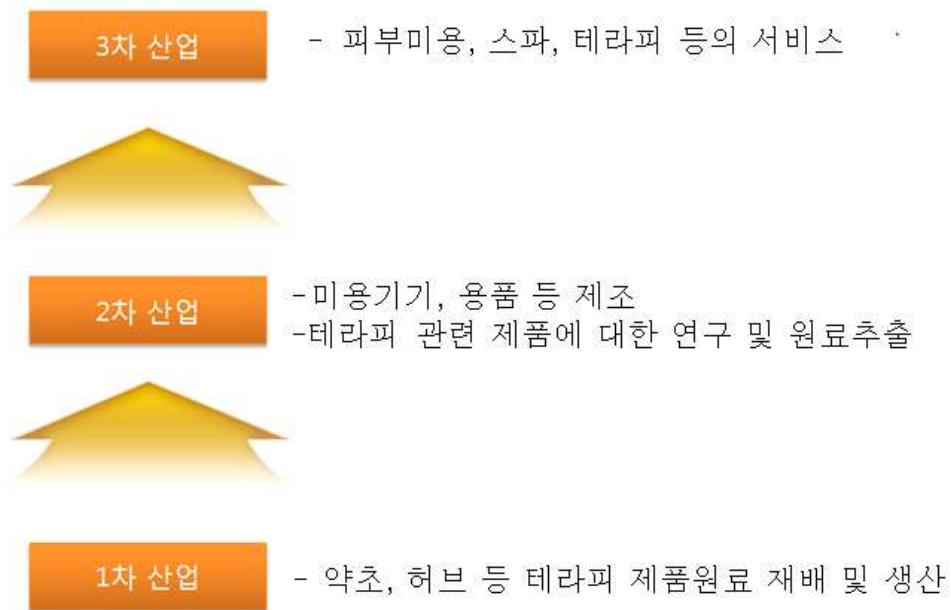 3차 산업
- 피부미용, 스파, 테라피 등의 서비스
2차 산업
-미용기기, 용품 등 제조
-테라피 관련 제품에 대한 연구 및 원료추출
1차 산업
- 약초, 허브 등 테라피 제품원료 재배 및 생산